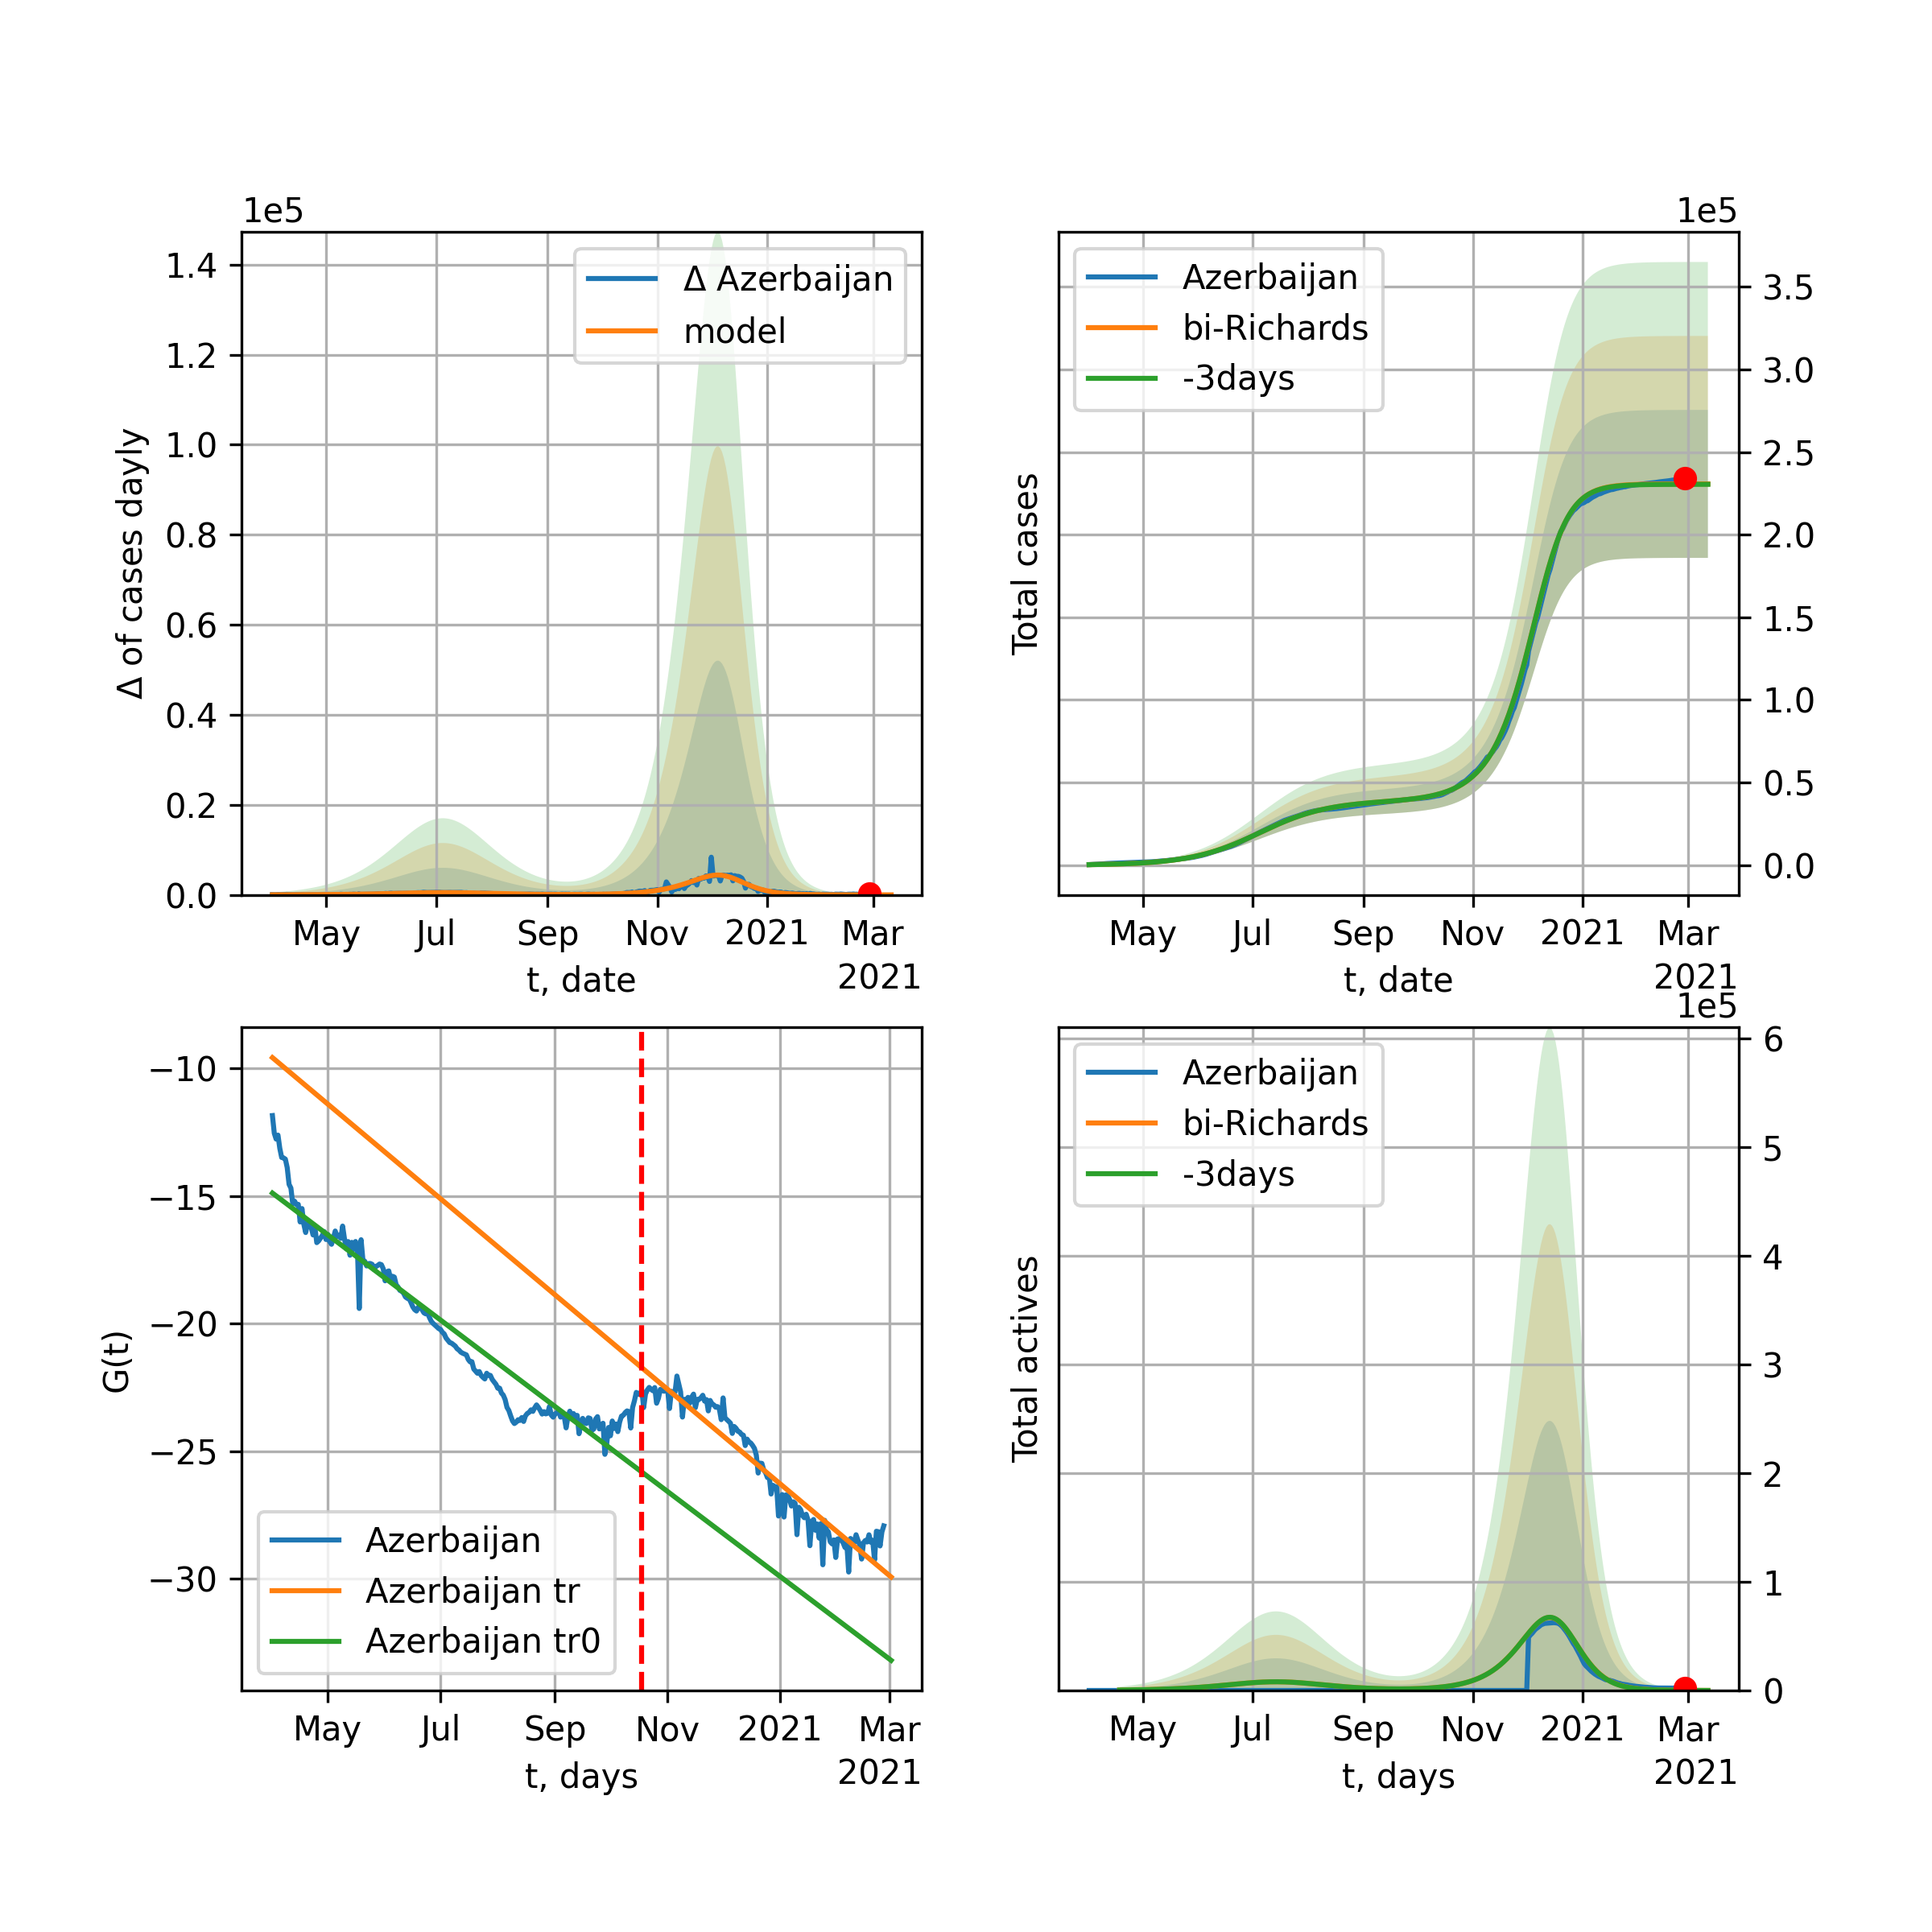 1e5
Δ of cases dayly
1.4
1.2
1.0
0.8
0.6
0.4
0.2
0.0
Δ Azerbaijan
model
May Jul Sep Nov 2021 Mar
2021
t, date
1e5
Total cases
Azerbaijan
bi-Richards
-3days
3.5
3.0
2.5
2.0
1.5
1.0
0.5
0.0
May Jul Sep Nov 2021 Mar
2021
t, date
G(t)
−10
−15
−20
−25
−30
Azerbaijan
Azerbaijan tr
Azerbaijan tr0
May Jul Sep Nov 2021 Mar
2021
t, days
1e5
Total actives
Azerbaijan
bi-Richards
-3days
6
5
4
3
2
1
0
May Jul Sep Nov 2021 Mar
2021
t, days